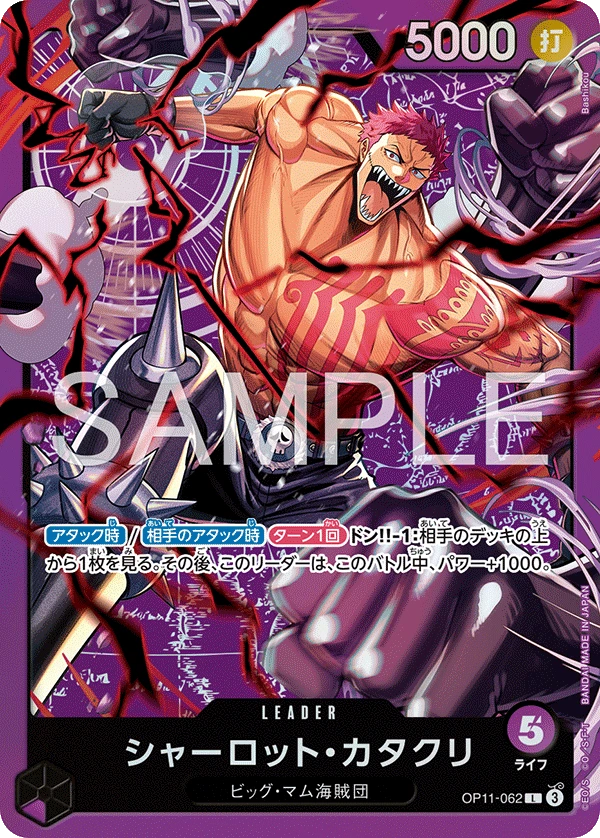 5000 打
Bashikou
SAMPLE
アタック時 / 相手のアタック時 ターン1回 ドン!!-1:相手のデッキの上
から1枚を見る。その後、このリーダーは、このバトル中、パワー+1000。
LEADER
シャーロット・カタクリ
5
ライフ
ビッグ・マム海賊団
OP11-062 L 3
BANDAI MADE IN JAPAN